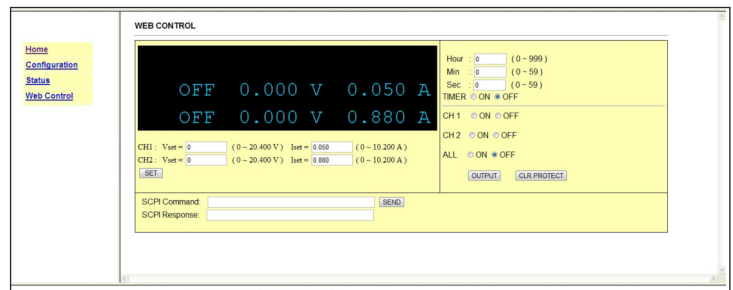 WEB CONTROL
Home
Configuration
Status
Web Control
OFF 0.000 V 0.050 A
OFF 0.000 V 0.880 A
CH1 : Vset = 0 ( 0 ~ 20.400 V ) Iset = 0.050 ( 0 ~ 10.200 A )
CH2 : Vset = 0 ( 0 ~ 20.400 V ) Iset = 0.880 ( 0 ~ 10.200 A )
SET
Hour : 0 ( 0 ~ 999 )
Min : 0 ( 0 ~ 59 )
Sec : 0 ( 0 ~ 59 )
TIMER ON OFF
CH 1 ON OFF
CH 2 ON OFF
ALL ON OFF
OUTPUT CLR PROTECT
SCPI Command: SEND
SCPI Response: